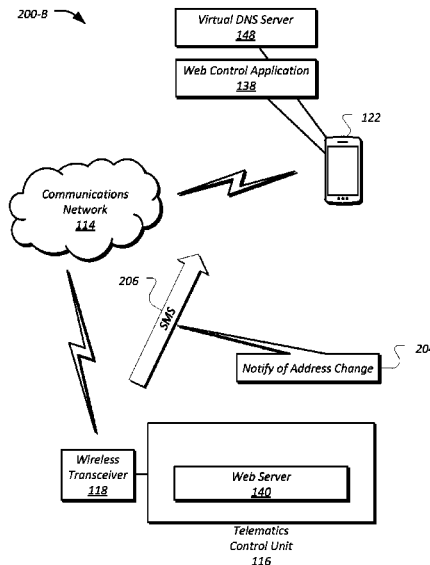 200-B
Virtual DNS Server
148
Web Control Application
138
122
Communications
Network
114
206
SMS
204
Notify of Address Change
Wireless
Transceiver
118
Web Server
140
Telematics
Control Unit
116